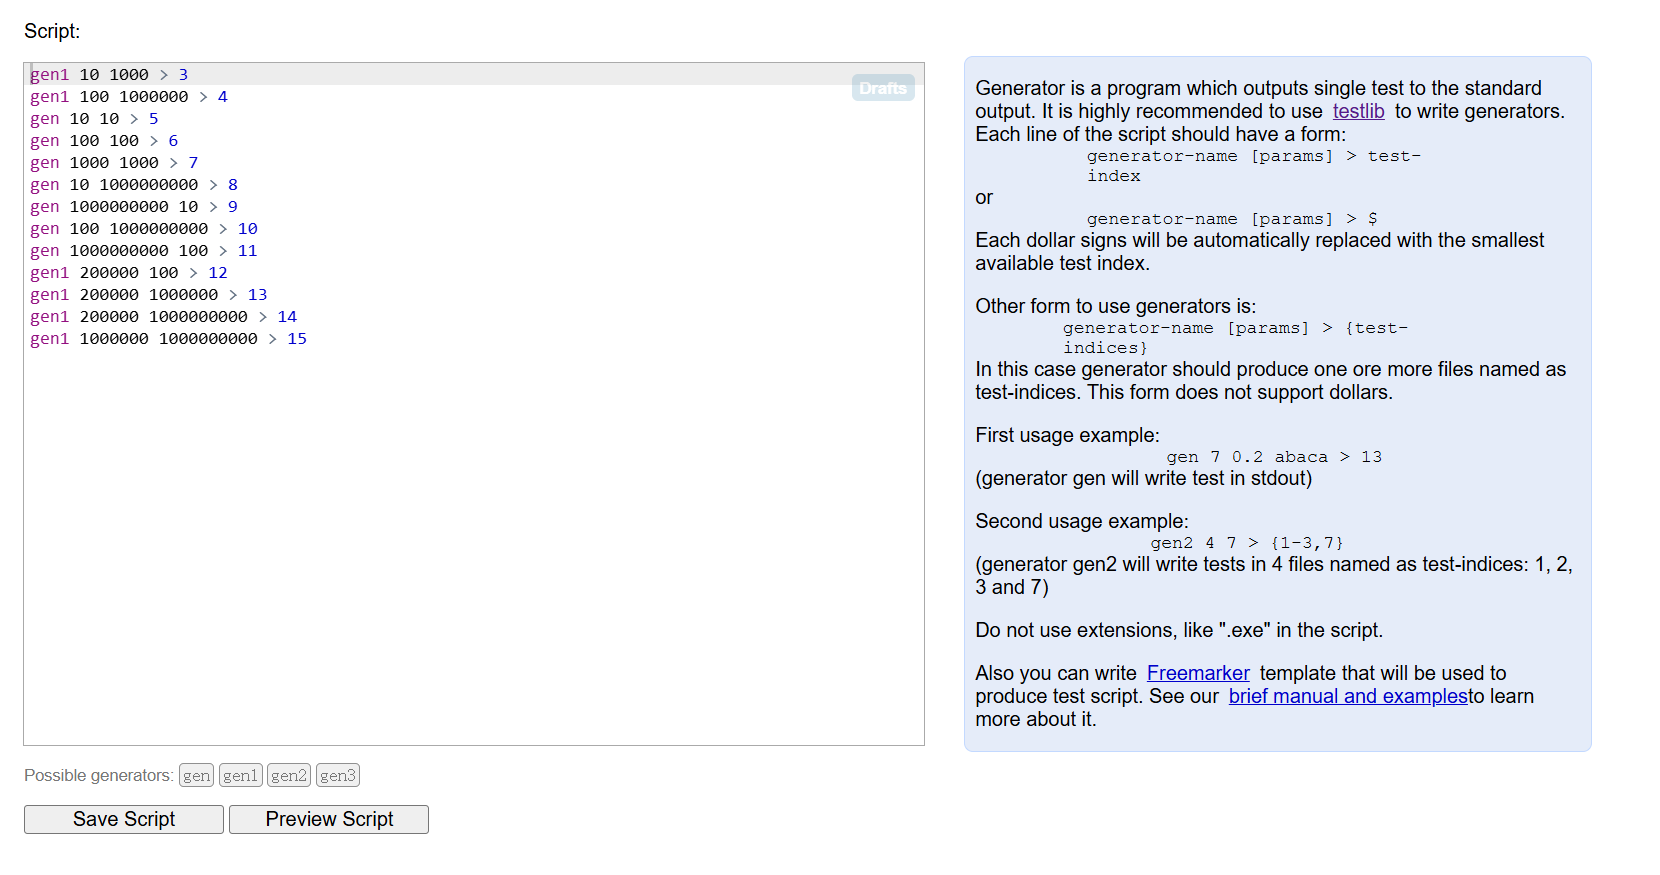 Script:
gen1 10 1000 > 3
gen1 100 1000000 > 4
gen 10 10 > 5
gen 100 100 > 6
gen 1000 1000 > 7
gen 10 1000000000 > 8
gen 1000000000 10 > 9
gen 100 1000000000 > 10
gen 1000000000 100 > 11
gen1 200000 100 > 12
gen1 200000 1000000 > 13
gen1 200000 1000000000 > 14
gen1 1000000 1000000000 > 15
Drafts
Possible generators: gen gen1 gen2 gen3
Save Script Preview Script
Generator is a program which outputs single test to the standard
output. It is highly recommended to use testlib to write generators.
Each line of the script should have a form:
generator-name [params] > test-
index
or
generator-name [params] > $
Each dollar signs will be automatically replaced with the smallest
available test index.
Other form to use generators is:
generator-name [params] > {test-
indices}
In this case generator should produce one ore more files named as
test-indices. This form does not support dollars.
First usage example:
gen 7 0.2 abaca > 13
(generator gen will write test in stdout)
Second usage example:
gen2 4 7 > {1-3,7}
(generator gen2 will write tests in 4 files named as test-indices: 1, 2,
3 and 7)
Do not use extensions, like ".exe" in the script.
Also you can write Freemarker template that will be used to
produce test script. See our brief manual and examplesto learn
more about it.